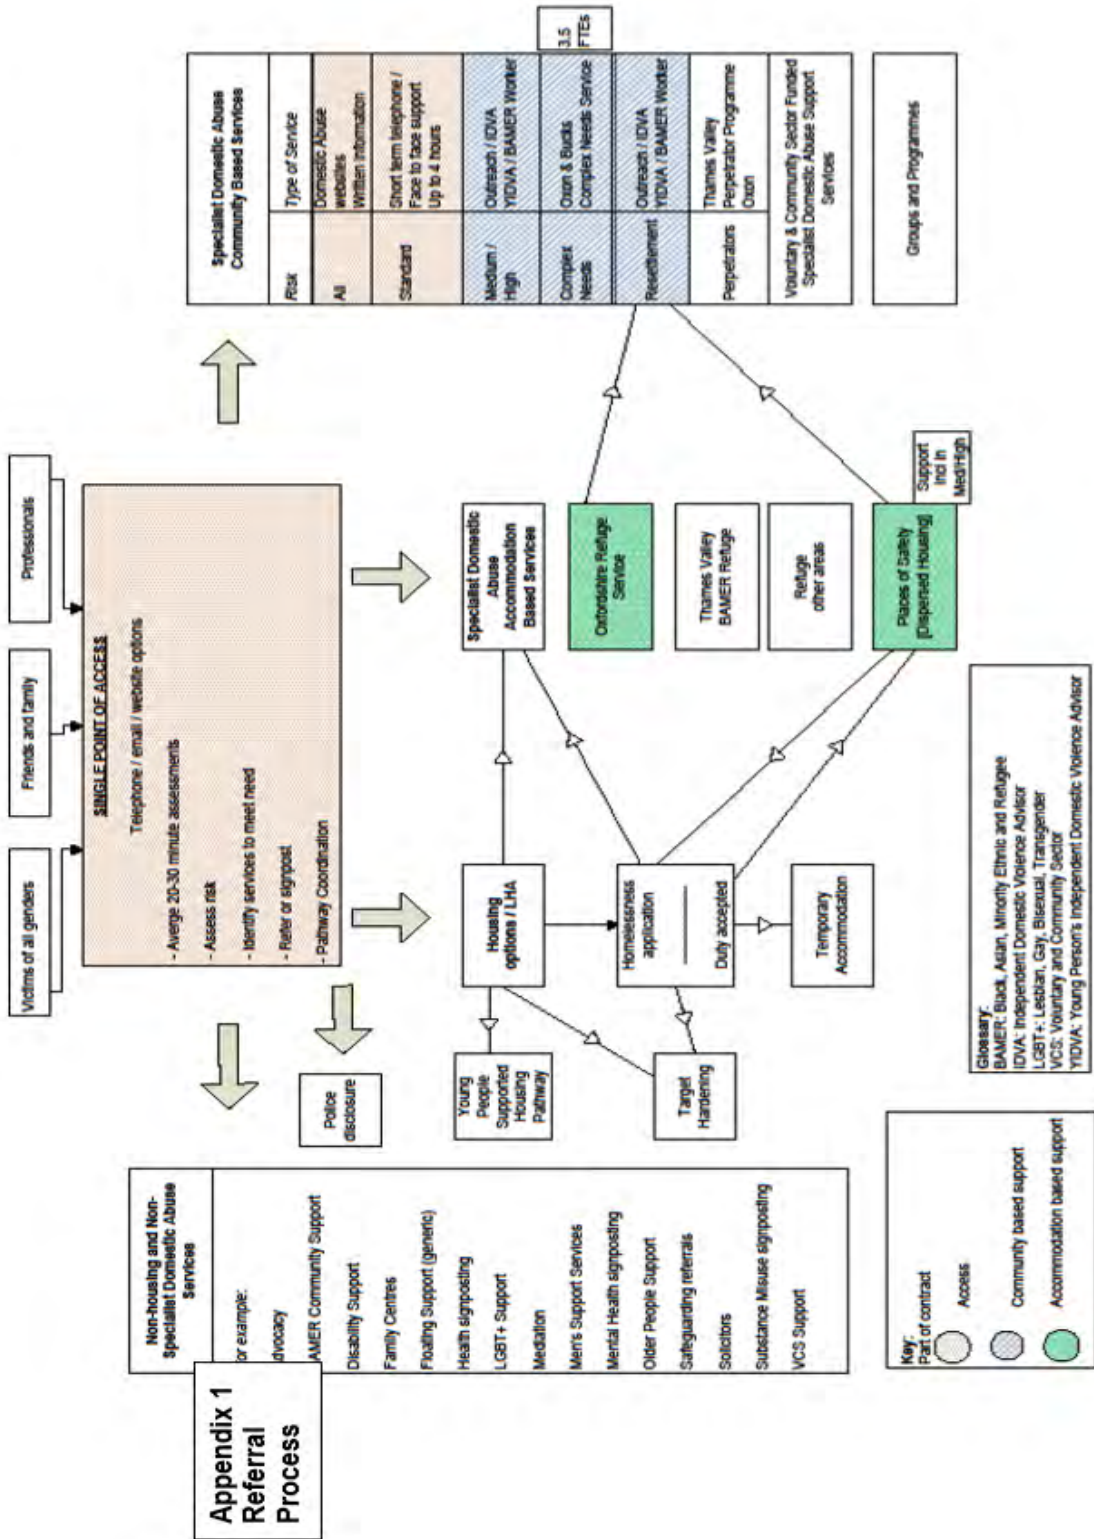 Appendix 1
Referral
Process
Victims of all genders
Friends and family
Professionals
SINGLE POINT OF ACCESS
Telephone / email / website options
- Averge 20-30 minute assessments
- Assess risk
- Identify services to meet need
- Refer or signpost
- Pathway Coordination
Non-housing and Non-
Specialist Domestic Abuse
Services
or example:
dvocacy
AMER Community Support
Disability Support
Family Centres
Floating Support (generic)
Health signposting
LGBT+ Support
Mediation
Men's Support Services
Mental Health signposting
Older People Support
Safeguarding referrals
Solicitors
Substance Misuse signposting
VCS Support
Police
disclosure
Young
People
Supported
Housing
Pathway
Target
Hardening
Housing
options / LHA
Homelessness
application
Duty accepted
Temporary
Accommodation
Specialist Domestic
Abuse
Accommodation
Based Services
Oxfordshire Refuge
Service
Thames Valley
BAMER Refuge
Refuge
other areas
Places of Safety
[Dispersed Housing]
Support
incl in
Med/High
Specialist Domestic Abuse
Community Based Services
Risk
Type of Service
All
Domestic Abuse
websites
Written Information
Standard
Short term telephone /
Face to face support
Up to 4 hours
Medium /
High
Outreach / IDVA
YIDVA / BAMER Worker
Complex
Needs
Oxon & Bucks
Complex Needs Service
3.5
FTEs
Resettlement
Outreach / IDVA
YIDVA / BAMER Worker
Perpetrators
Thames Valley
Perpetrator Programme
Oxon
Voluntary & Community Sector Funded
Specialist Domestic Abuse Support
Services
Groups and Programmes
Key:
Part of contract
Access
Community based support
Accommodation based support
Glossary:
BAMER: Black, Asian, Minority Ethnic and Refugee
IDVA: Independent Domestic Violence Advisor
LGBT+: Lesbian, Gay, Bisexual, Transgender
VCS: Voluntary and Community Sector
YIDVA: Young Person's Independent Domestic Violence Advisor